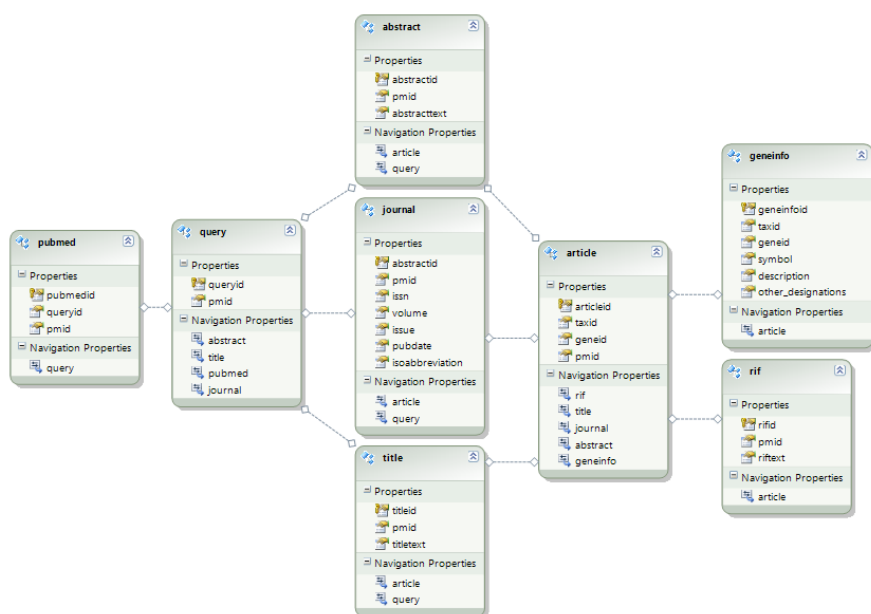 abstract
Properties
abstractid
pmid
abstracttext
Navigation Properties
article
query
pubmed
Properties
pubmedid
queryid
pmid
Navigation Properties
query
query
Properties
queryid
pmid
Navigation Properties
abstract
title
pubmed
journal
journal
Properties
abstractid
pmid
issn
volume
issue
pubdate
isoabbreviation
Navigation Properties
article
query
title
Properties
titleid
pmid
titletext
Navigation Properties
article
query
article
Properties
articleid
taxid
geneid
pmid
Navigation Properties
rif
title
journal
abstract
geneinfo
geneinfo
Properties
geneinfoid
taxid
geneid
symbol
description
other_designations
Navigation Properties
article
rif
Properties
rifid
pmid
riftext
Navigation Properties
article